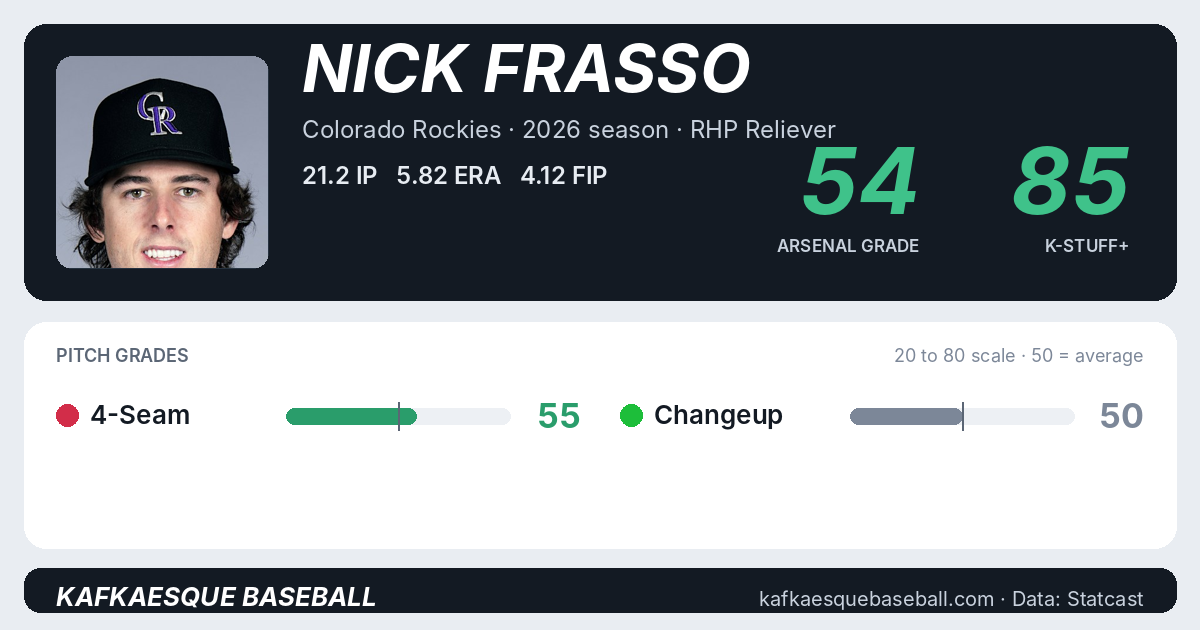 NICK FRASSO
Colorado Rockies · 2026 season · RHP Reliever
21.2 IP 5.82 ERA 4.12 FIP
54 85
ARSENAL GRADE K-STUFF+
CR
PITCH GRADES 20 to 80 scale · 50 = average
4-Seam 55 Changeup 50
KAFKAESQUE BASEBALL kafkaesquebaseball.com · Data: Statcast